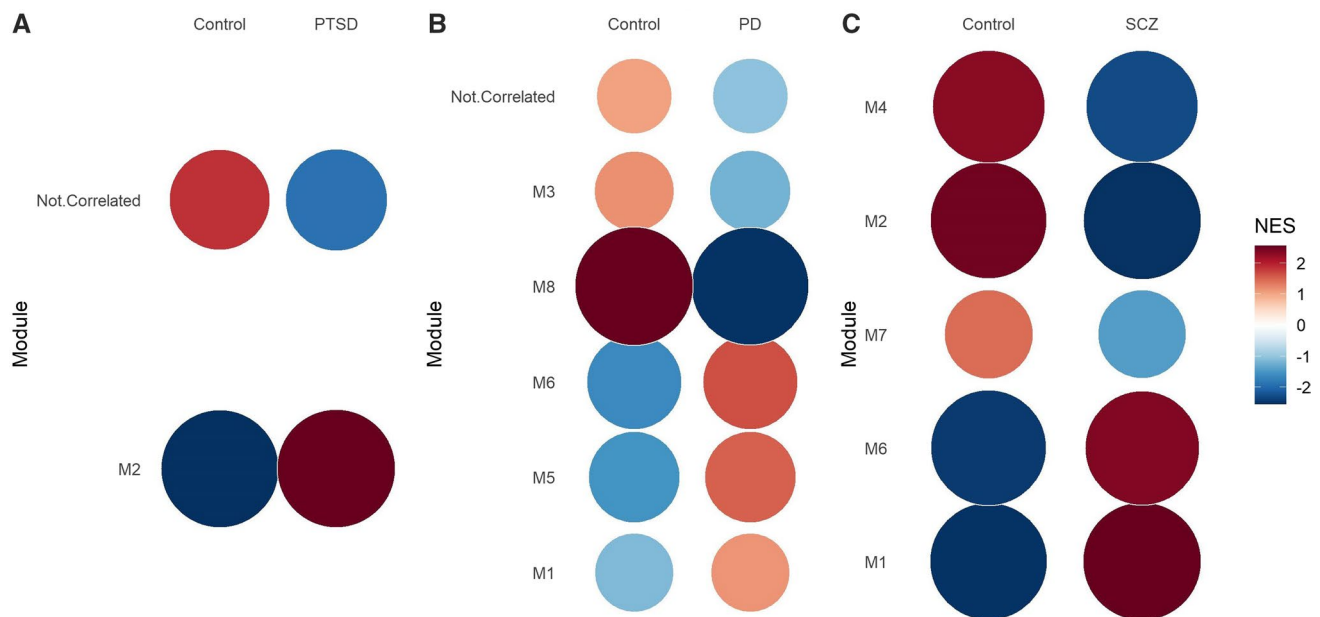 A
Control PTSD
Not.Correlated
M2
Module
B
Control PD
Not.Correlated
M3
M8
M6
M5
M1
Module
C
Control SCZ
M4
M2
M7
M6
M1
Module
NES
2
1
0
-1
-2